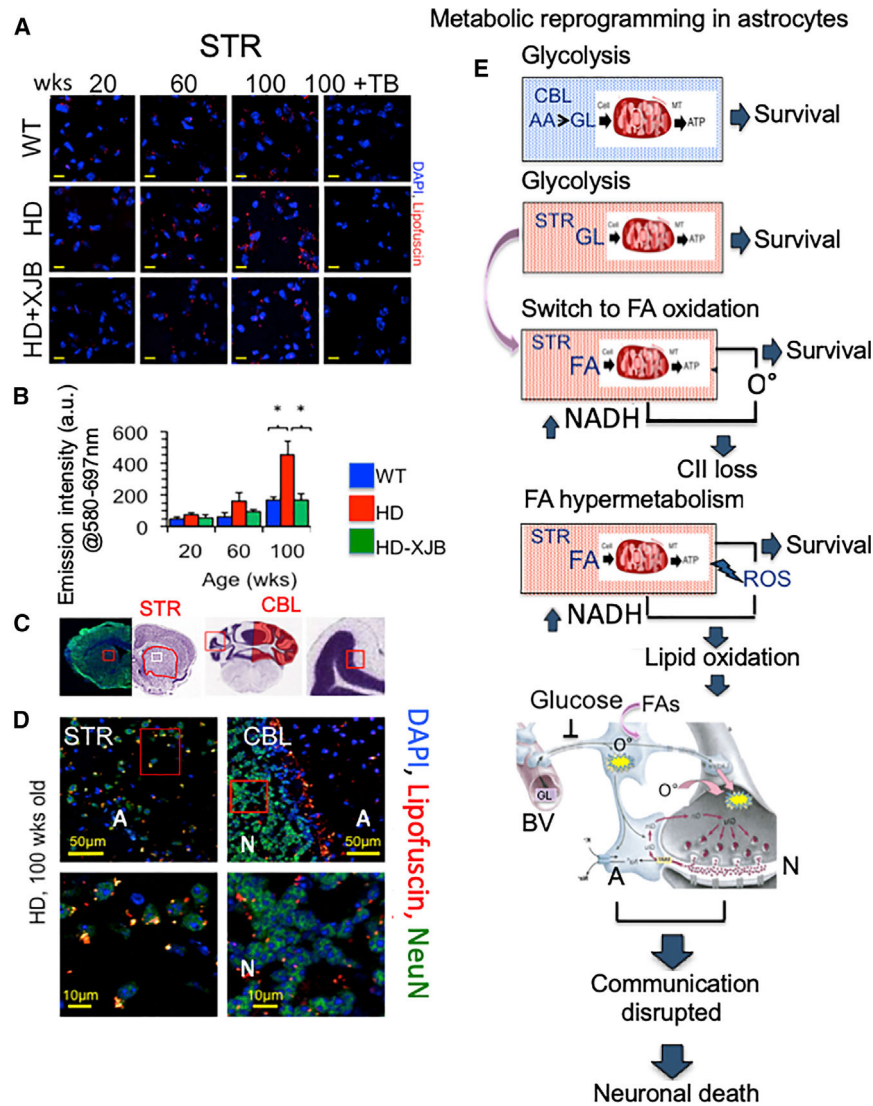 A
STR
wks 20 60 100 100 +TB
WT
HD
HD+XJB
DAPI, Lipofuscin
B
Emission intensity (a.u.)
@580-697nm
600
400
200
0
* *
20 60 100
Age (wks)
WT
HD
HD-XJB
C
STR CBL
D
HD, 100 wks old
STR
A
50µm
CBL
N
A
50µm
10µm
N
10µm
DAPI, Lipofuscin, NeuN
Metabolic reprogramming in astrocytes
E
Glycolysis
CBL
AA>GL
Cell
MT
ATP
Survival
Glycolysis
STR
GL
Cell
MT
ATP
Survival
Switch to FA oxidation
STR
FA
Cell
MT
ATP
Survival
O°
NADH
CII loss
FA hypermetabolism
STR
FA
Cell
MT
ATP
Survival
ROS
NADH
Lipid oxidation
Glucose
FAs
O°
GL
O°
BV
A
N
Communication
disrupted
Neuronal death